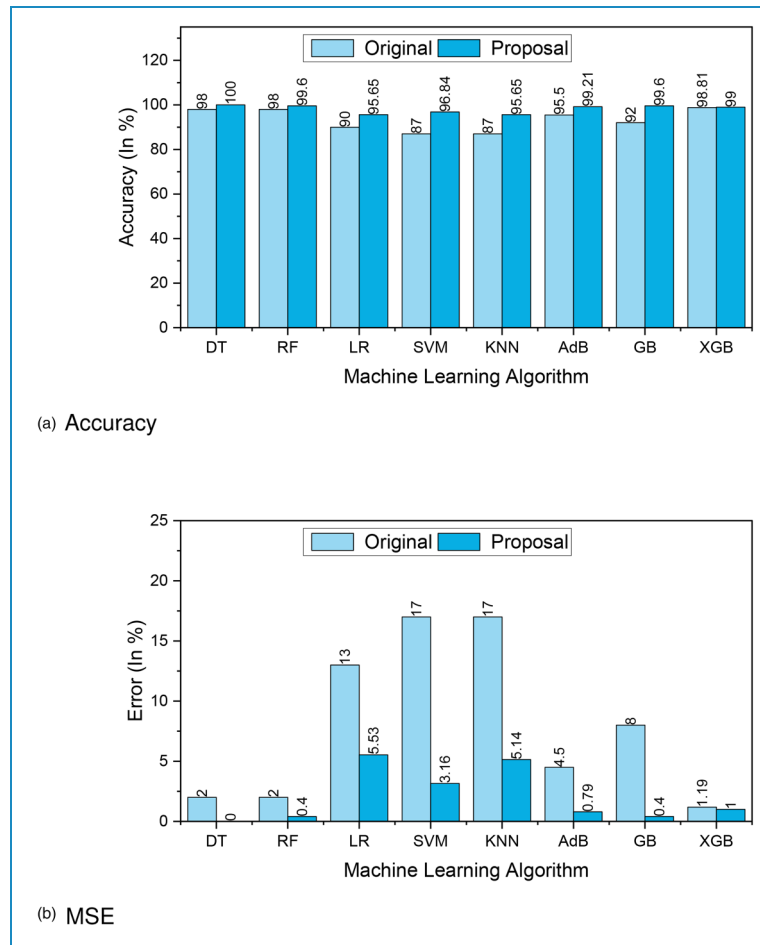 Original Proposal
120
100
80
60
40
20
0
Accuracy (In %)
98 100 98 99.6 90 95.65 87 96.84 87 95.65 95.5 99.21 92 99.6 98.81 99
DT RF LR SVM KNN AdB GB XGB
Machine Learning Algorithm
(a) Accuracy
Original Proposal
25
20
15
10
5
0
Error (In %)
2 0 2 0.4 13 5.53 17 3.16 17 5.14 4.5 0.79 8 0.4 1.19 1
DT RF LR SVM KNN AdB GB XGB
Machine Learning Algorithm
(b) MSE